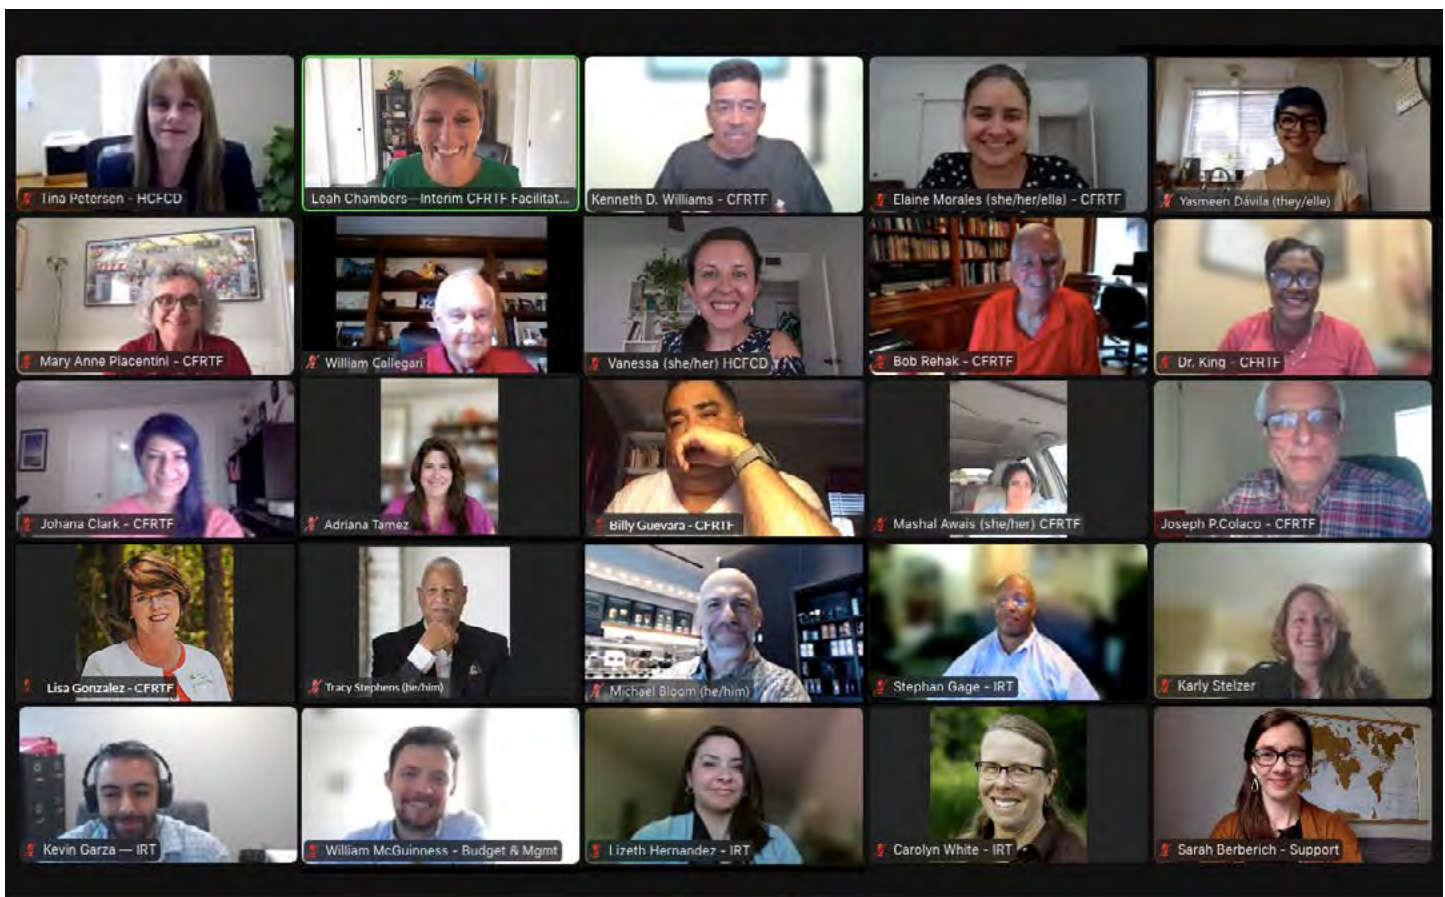 Tina Petersen - HCFCD
Leah Chambers—Interim CFRTF Facilitat...
Kenneth D. Williams - CFRTF
Elaine Morales (she/her/ella) - CFRTF
Yasmeen Dávila (they/elle)
Mary Anne Piacentini - CFRTF
William Callegari
Vanessa (she/her) HCFCD
Bob Rehak - CFRTF
Dr. King - CFRTF
Johana Clark - CFRTF
Adriana Tamez
Billy Guevara - CFRTF
Mashal Awais (she/her) CFRTF
Joseph P.Colaco - CFRTF
Lisa Gonzalez - CFRTF
Tracy Stephens (he/him)
Michael Bloom (he/him)
Stephan Gage - IRT
Karly Stelzer
Kevin Garza — IRT
William McGuinness - Budget & Mgmt
Lizeth Hernandez - IRT
Carolyn White - IRT
Sarah Berberich - Support